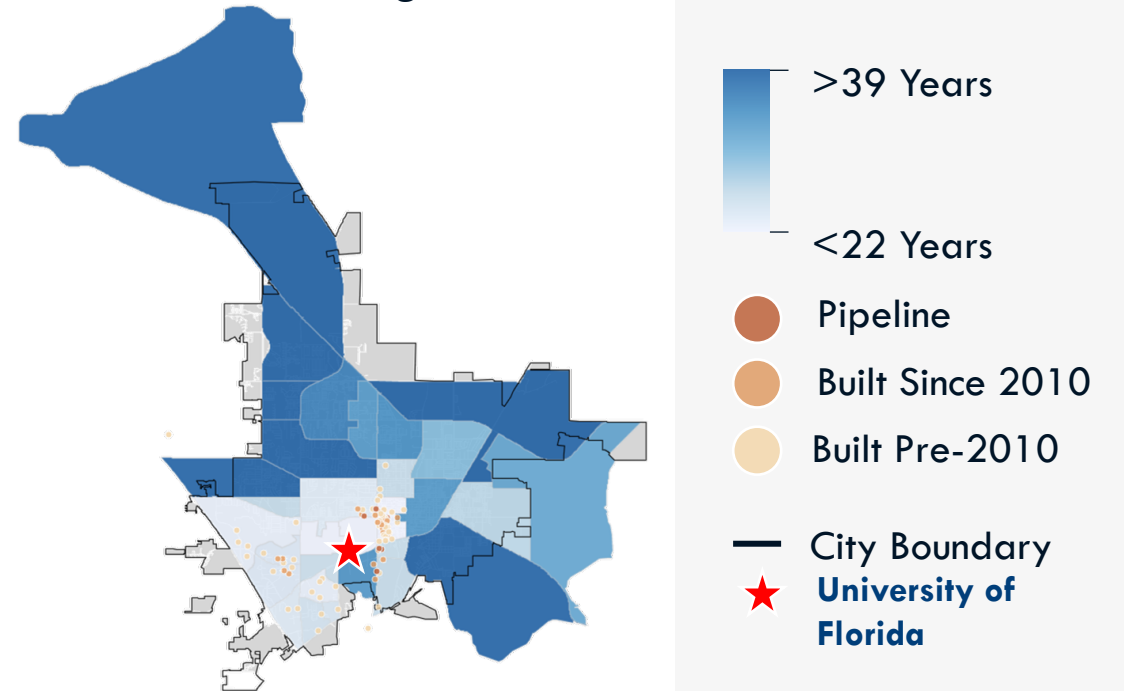 >39 Years
<22 Years
Pipeline
Built Since 2010
Built Pre-2010
City Boundary
University of
Florida